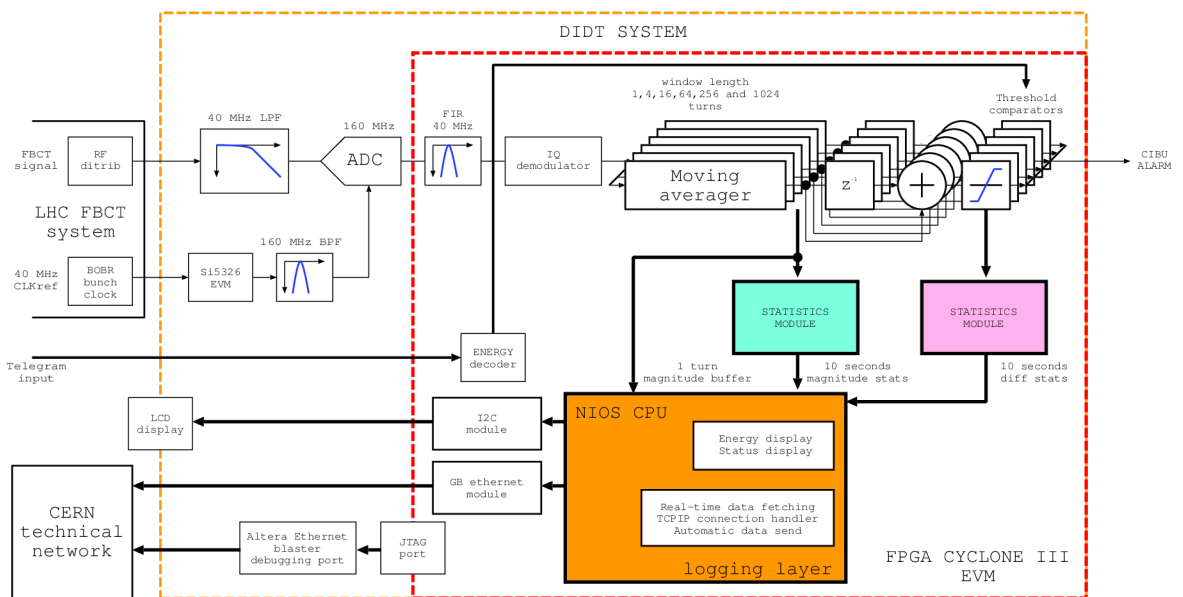 DIDT SYSTEM
window length
1,4,16,64,256 and 1024
turns
Threshold
comparators
40 MHz LPF
160 MHz
FIR
40 MHz
FBCT
signal
RF
ditrib
ADC
IQ
demodulator
Moving
averager
Z-1
CIBU
ALARM
LHC FBCT
system
160 MHz BPF
40 MHz
CLKref
BOBR
bunch
clock
Si5326
EVM
STATISTICS
MODULE
STATISTICS
MODULE
Telegram
input
ENERGY
decoder
1 turn
magnitude buffer
10 seconds
magnitude stats
10 seconds
diff stats
LCD
display
I2C
module
NIOS CPU
Energy display
Status display
GB ethernet
module
CERN
technical
network
Real-time data fetching
TCPIP connection handler
Automatic data send
Altera Ethernet
blaster
debugging port
JTAG
port
logging layer
FPGA CYCLONE III
EVM